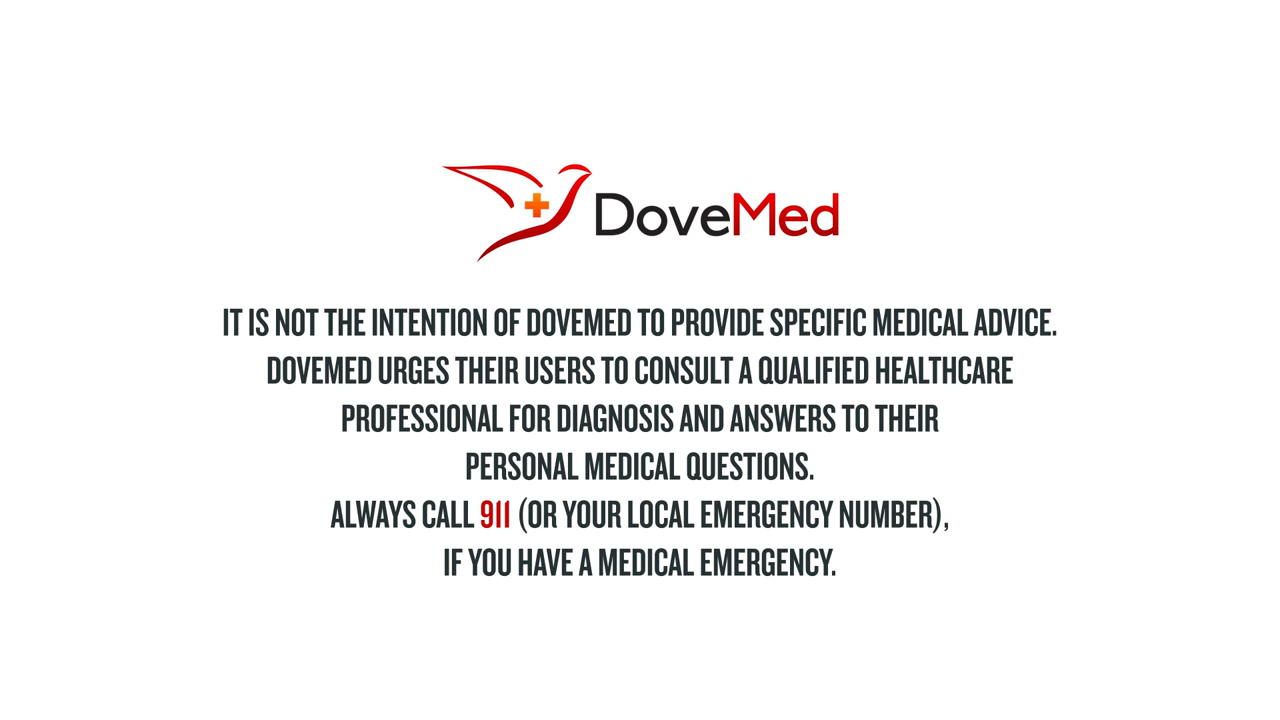 DoveMed
IT IS NOT THE INTENTION OF DOVEMED TO PROVIDE SPECIFIC MEDICAL ADVICE.
DOVEMED URGES THEIR USERS TO CONSULT A QUALIFIED HEALTHCARE
PROFESSIONAL FOR DIAGNOSIS AND ANSWERS TO THEIR
PERSONAL MEDICAL QUESTIONS.
ALWAYS CALL 911 (OR YOUR LOCAL EMERGENCY NUMBER),
IF YOU HAVE A MEDICAL EMERGENCY.